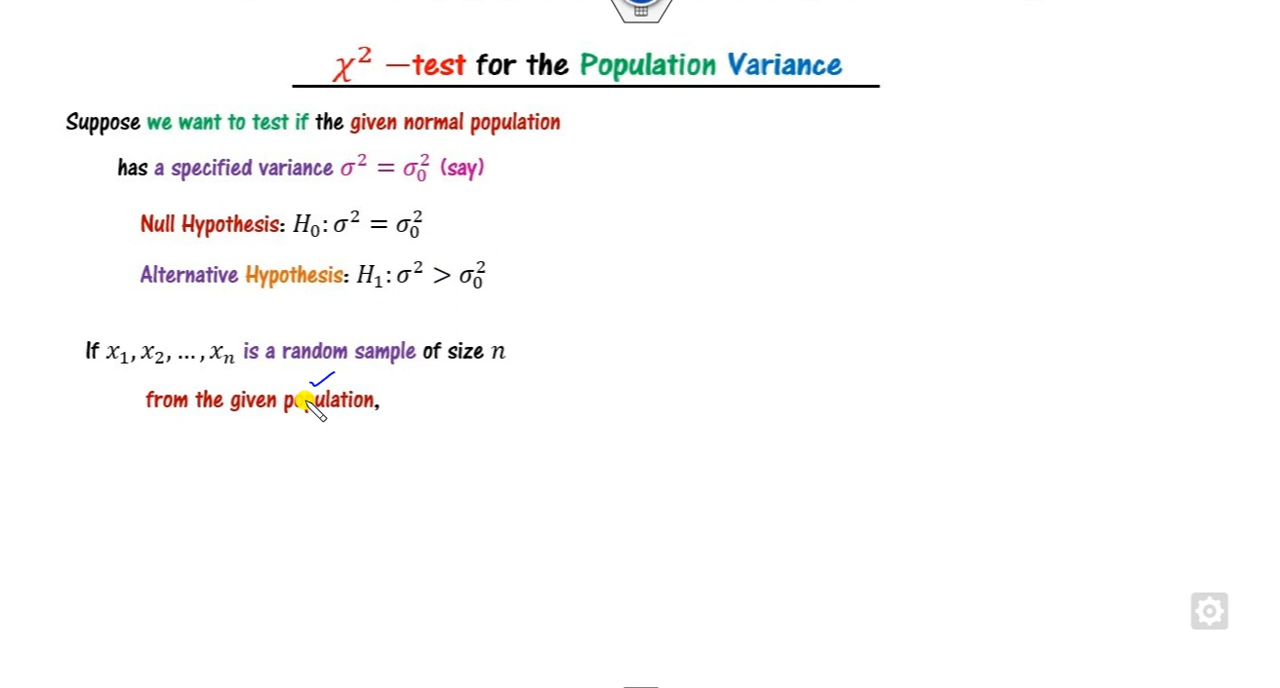 χ² −test for the Population Variance
Suppose we want to test if the given normal population
has a specified variance σ² = σ₀² (say)
Null Hypothesis: H₀: σ² = σ₀²
Alternative Hypothesis: H₁: σ² > σ₀²
If x₁, x₂, … , xₙ is a random sample of size n
from the given population,